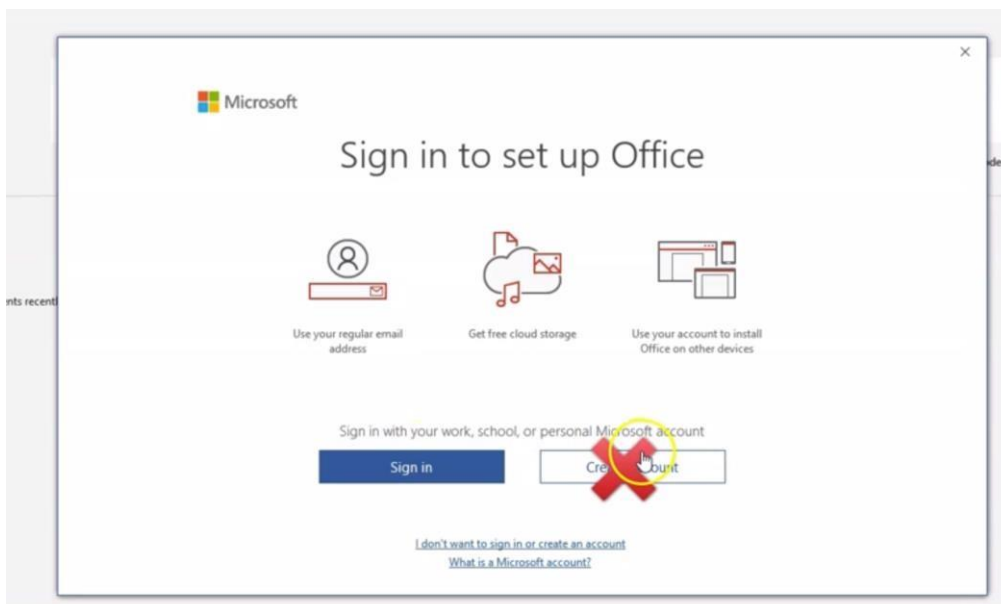 Microsoft
Sign in to set up Office
Use your regular email
address
Get free cloud storage
Use your account to install
Office on other devices
Sign in with your work, school, or personal Microsoft account
Sign in
I don't want to sign in or create an account
What is a Microsoft account?